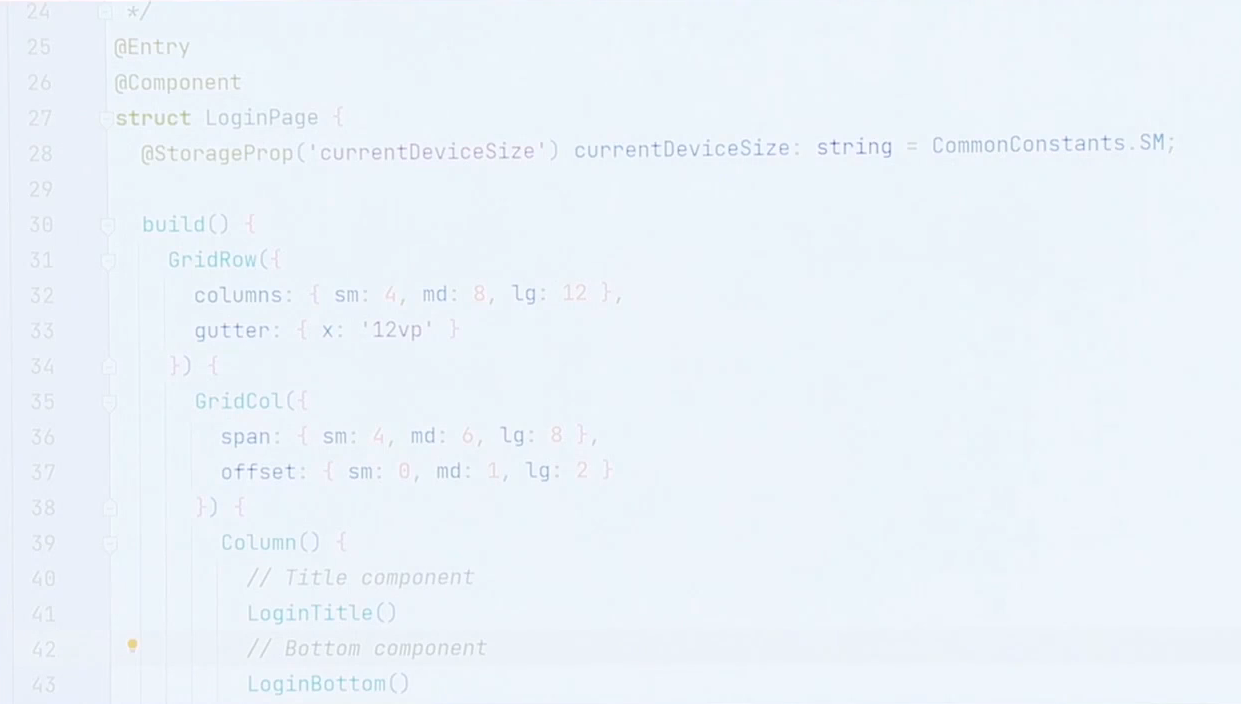 24 */
25 @Entry
26 @Component
27 struct LoginPage {
28 @StorageProp('currentDeviceSize') currentDeviceSize: string = CommonConstants.SM;
29
30 build() {
31 GridRow({
32 columns: { sm: 4, md: 8, lg: 12 },
33 gutter: { x: '12vp' }
34 }) {
35 GridCol({
36 span: { sm: 4, md: 6, lg: 8 },
37 offset: { sm: 0, md: 1, lg: 2 }
38 }) {
39 Column() {
40 // Title component
41 LoginTitle()
42 // Bottom component
43 LoginBottom()